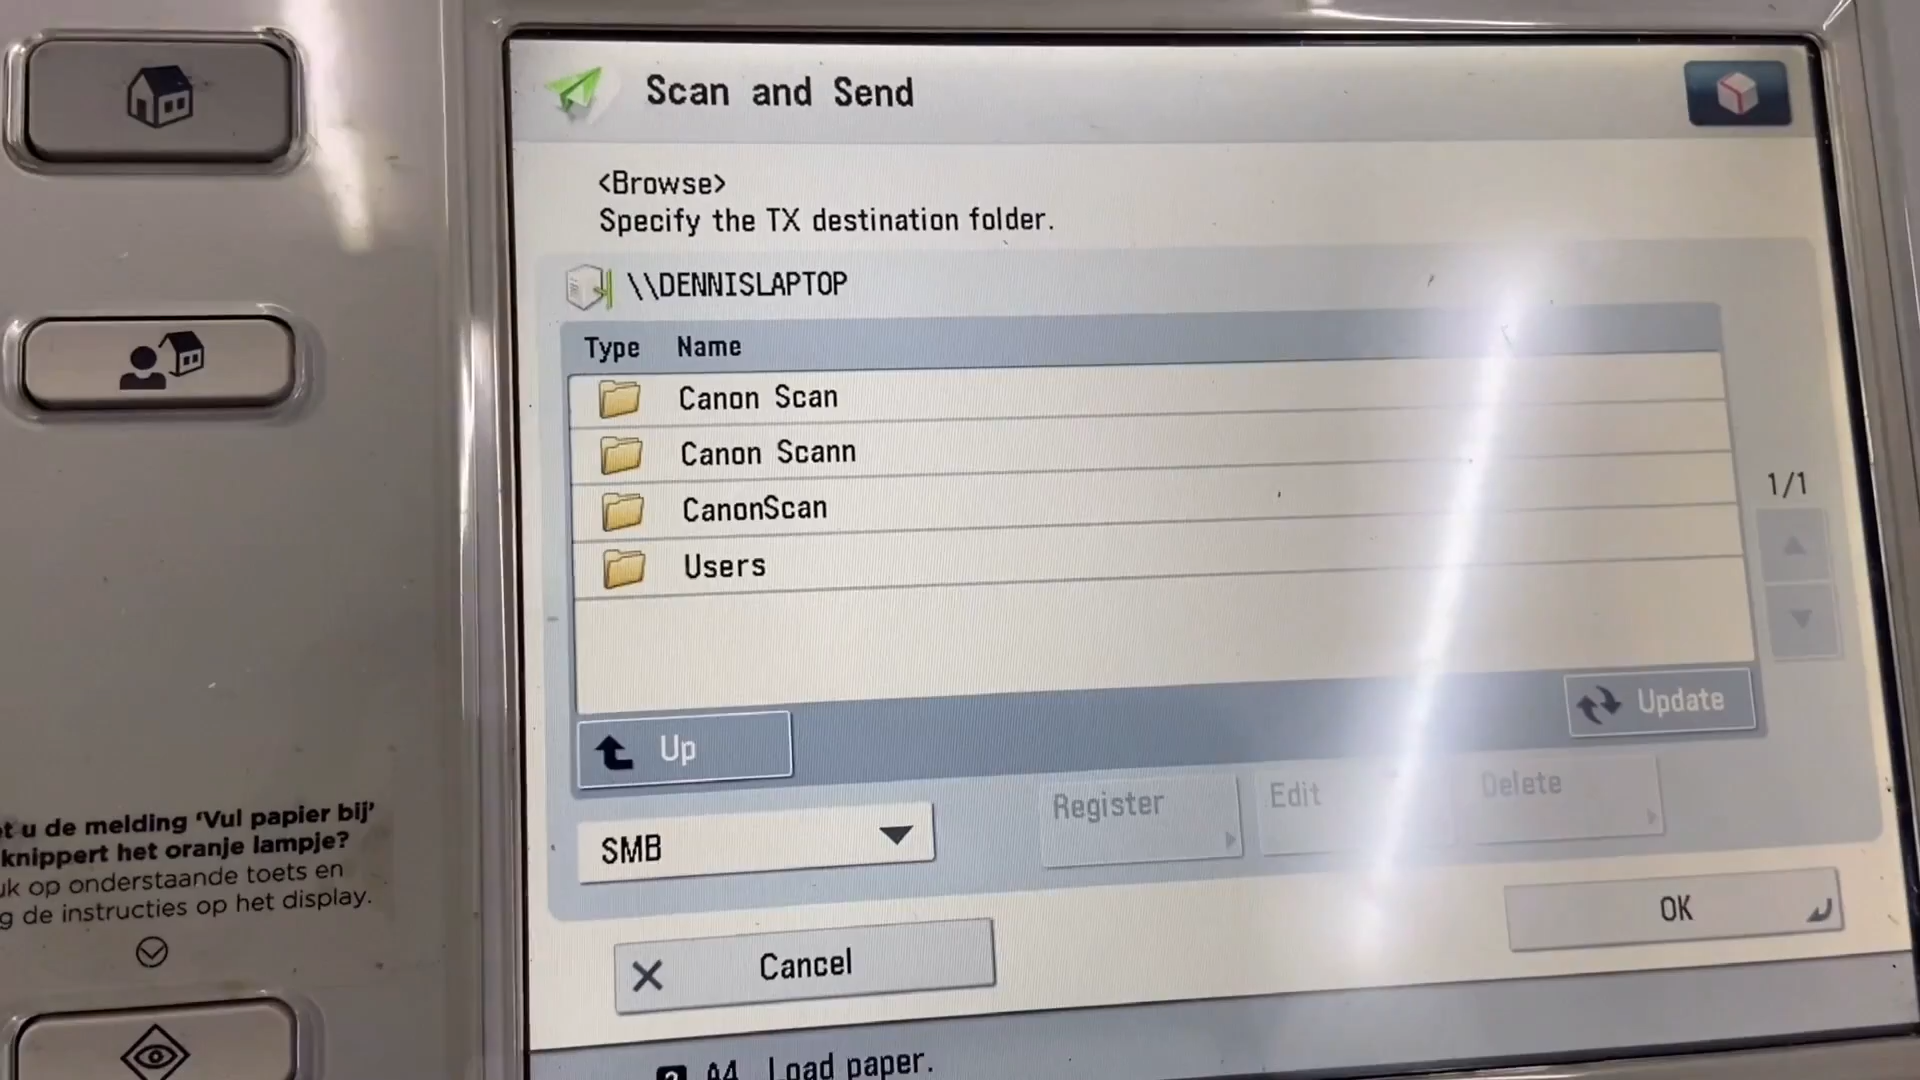 Scan and Send
<Browse>
Specify the TX destination folder.
\\DENNISLAPTOP
Type Name
Canon Scan
Canon Scann
CanonScan
Users
1/1
Update
Up
Register
Edit
Delete
SMB
OK
Cancel
A4 Load paper.
t u de melding ‘Vul papier bij’
knippert het oranje lampje?
uk op onderstaande toets en
g de instructies op het display.